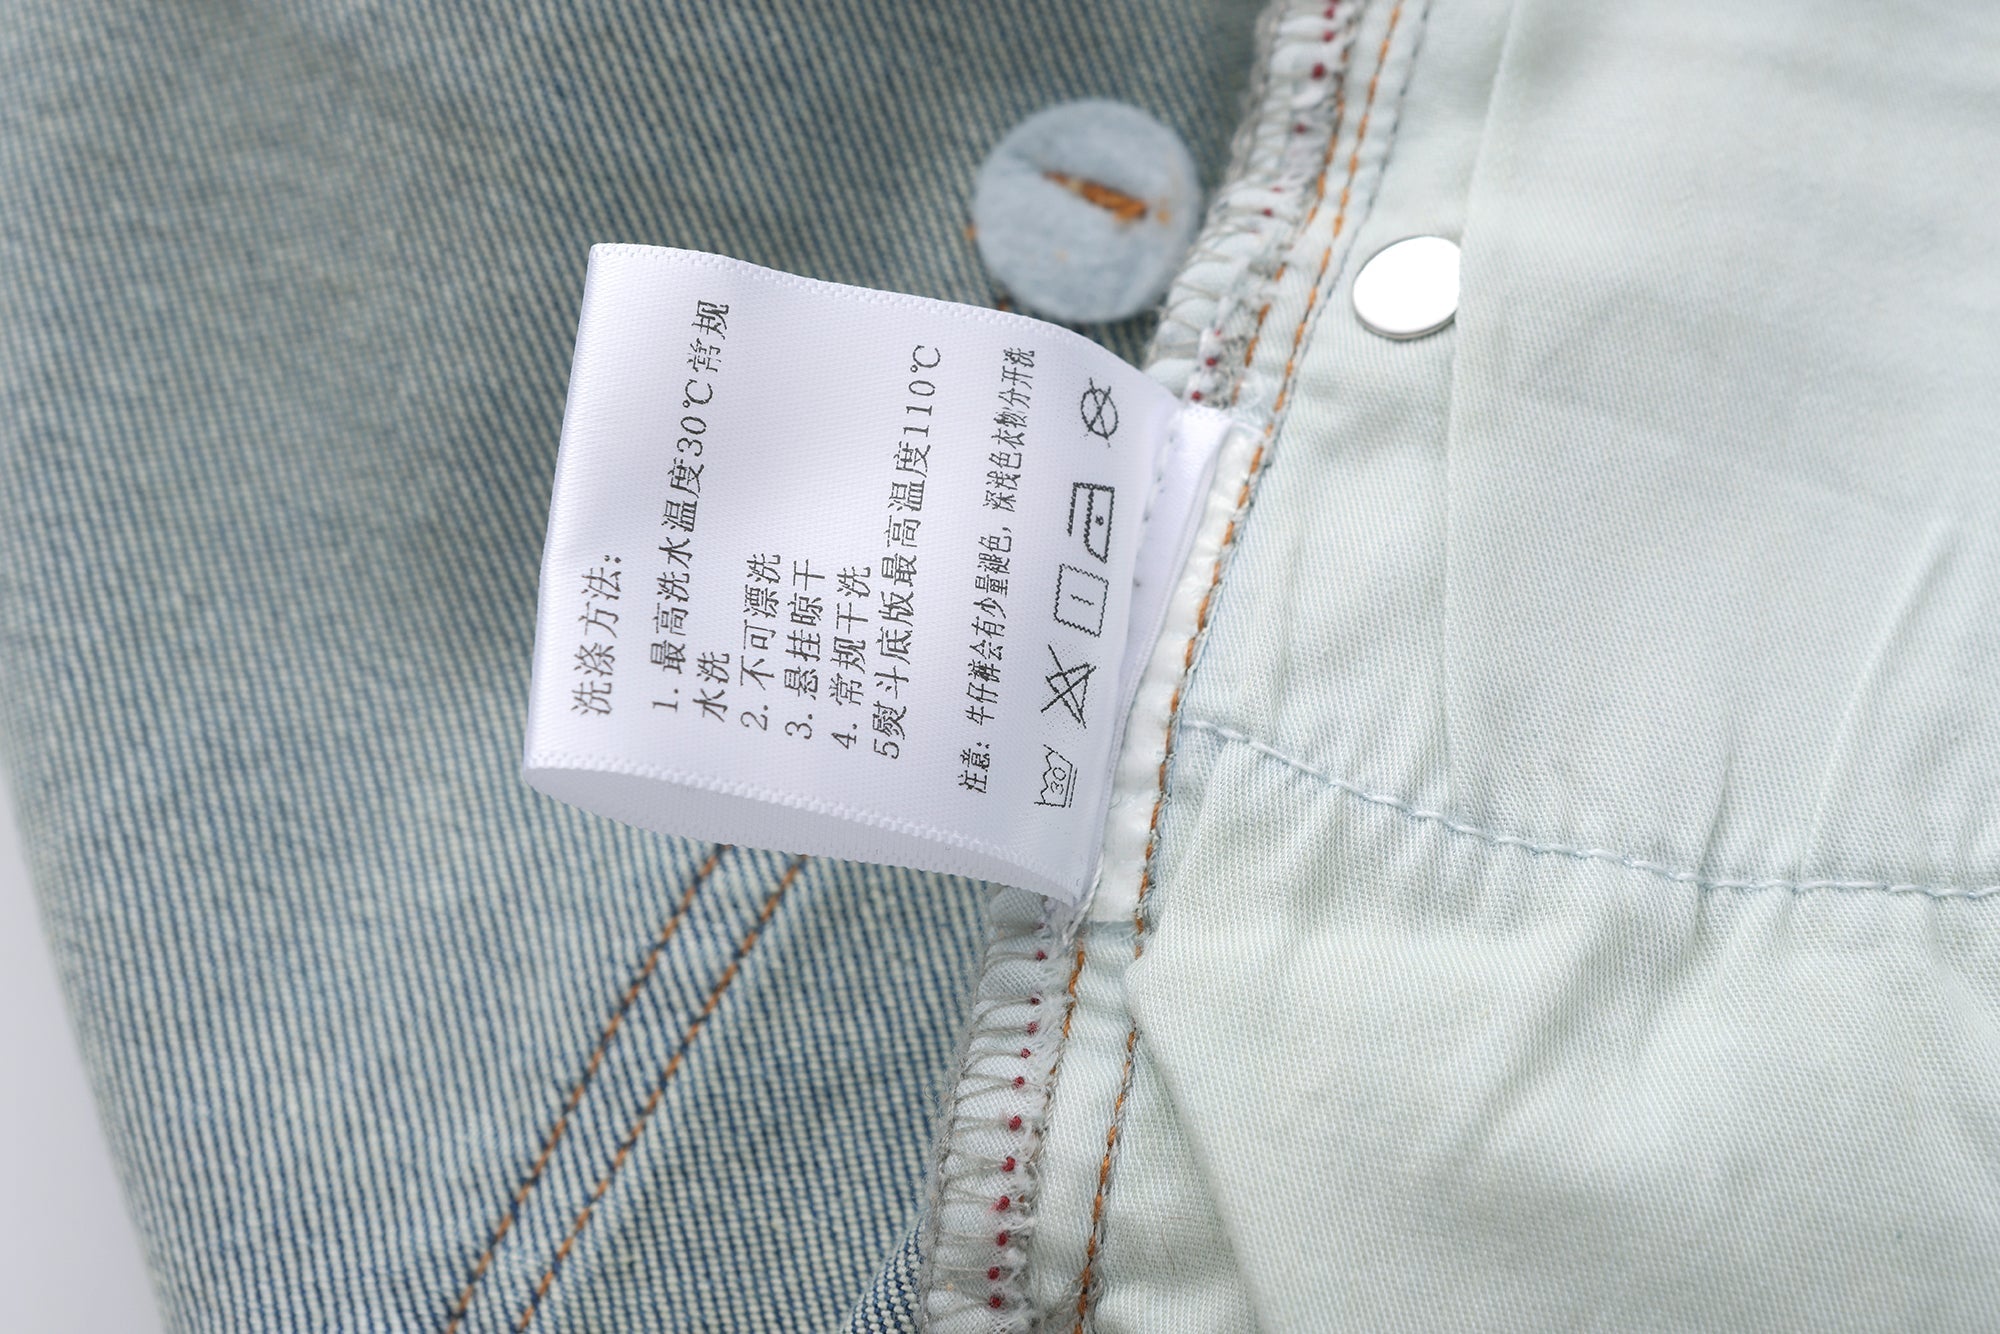 洗涤方法：
1.最高洗水温度30℃常规
水洗
2.不可漂洗
3.悬挂晾干
4.常规干洗
5熨斗底版最高温度110℃
注意：牛仔裤会有少量褪色，深浅色衣物分开洗
30